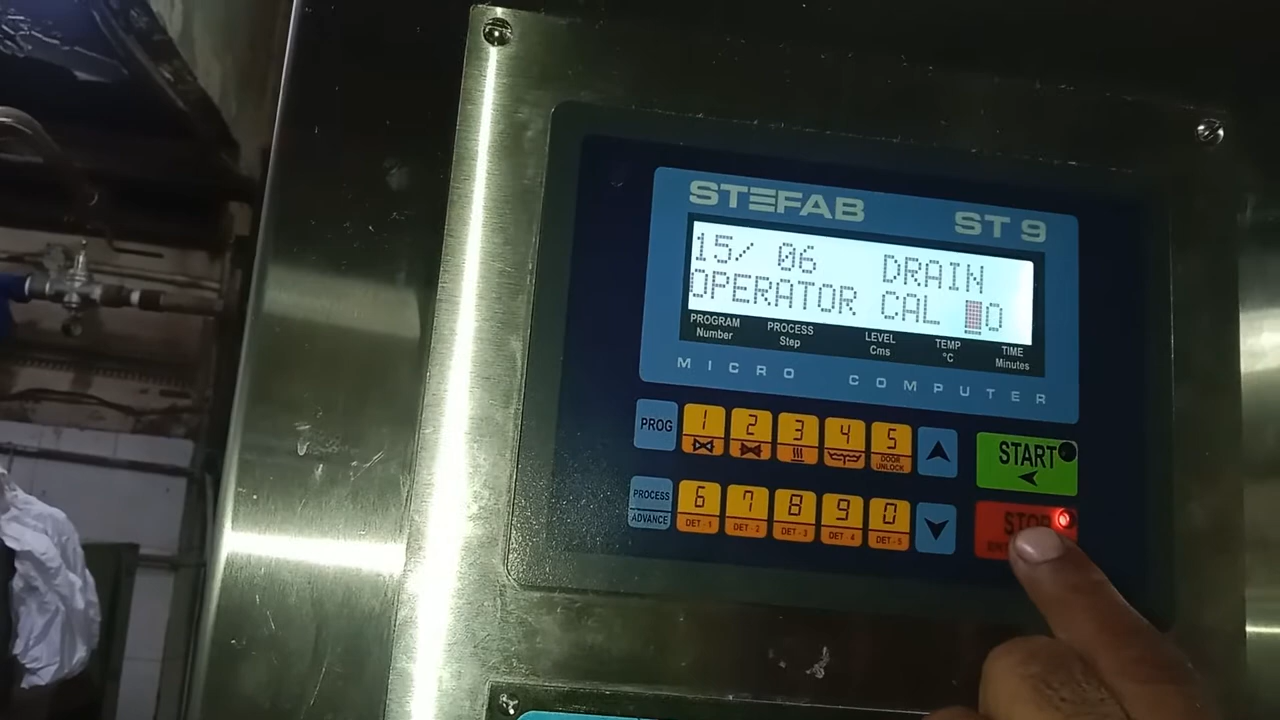 STEFAB ST 9
15/ 06 DRAIN
OPERATOR CAL 0
PROGRAM Number PROCESS Step LEVEL Cms TEMP °C TIME Minutes
MICRO COMPUTER
PROG 1 2 3 4 5 DOOR UNLOCK START
PROCESS ADVANCE 6 DET - 1 7 DET - 2 8 DET - 3 9 DET - 4 0 DET - 5 STOP